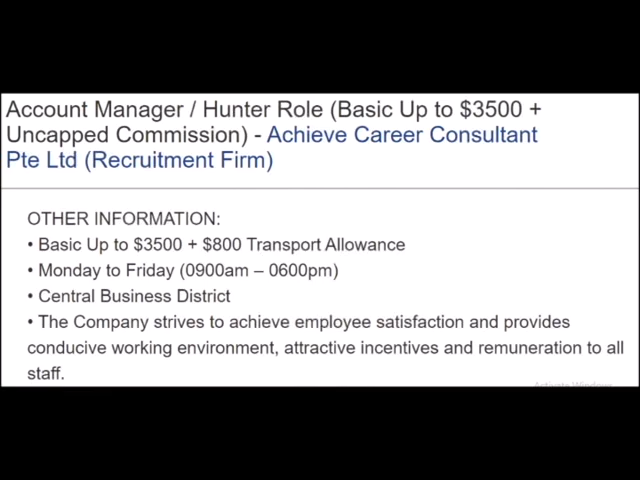 Account Manager / Hunter Role (Basic Up to $3500 +
Uncapped Commission) - Achieve Career Consultant
Pte Ltd (Recruitment Firm)
OTHER INFORMATION:
• Basic Up to $3500 + $800 Transport Allowance
• Monday to Friday (0900am – 0600pm)
• Central Business District
• The Company strives to achieve employee satisfaction and provides
conducive working environment, attractive incentives and remuneration to all
staff.
Activate Windows